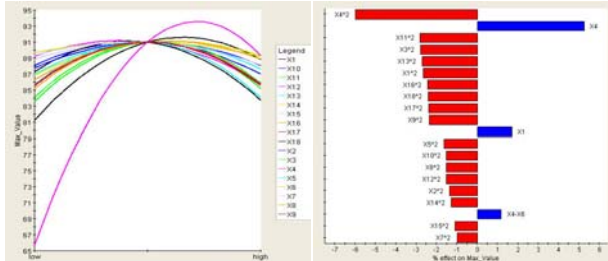 95
93
91
89
87
85
83
81
79
77
75
73
71
69
67
65
Max_Value
low
high
Legend
X1
X10
X11
X12
X13
X14
X15
X16
X17
X18
X2
X3
X4
X5
X6
X7
X8
X9
X4^2
X4
X11^2
X3^2
X13^2
X1^2
X16^2
X18^2
X17^2
X9^2
X1
X5^2
X10^2
X8^2
X12^2
X2^2
X14^2
X4-X8
X15^2
X7^2
-7 -6 -5 -4 -3 -2 -1 0 1 2 3 4 5 6
% effect on Max_Value